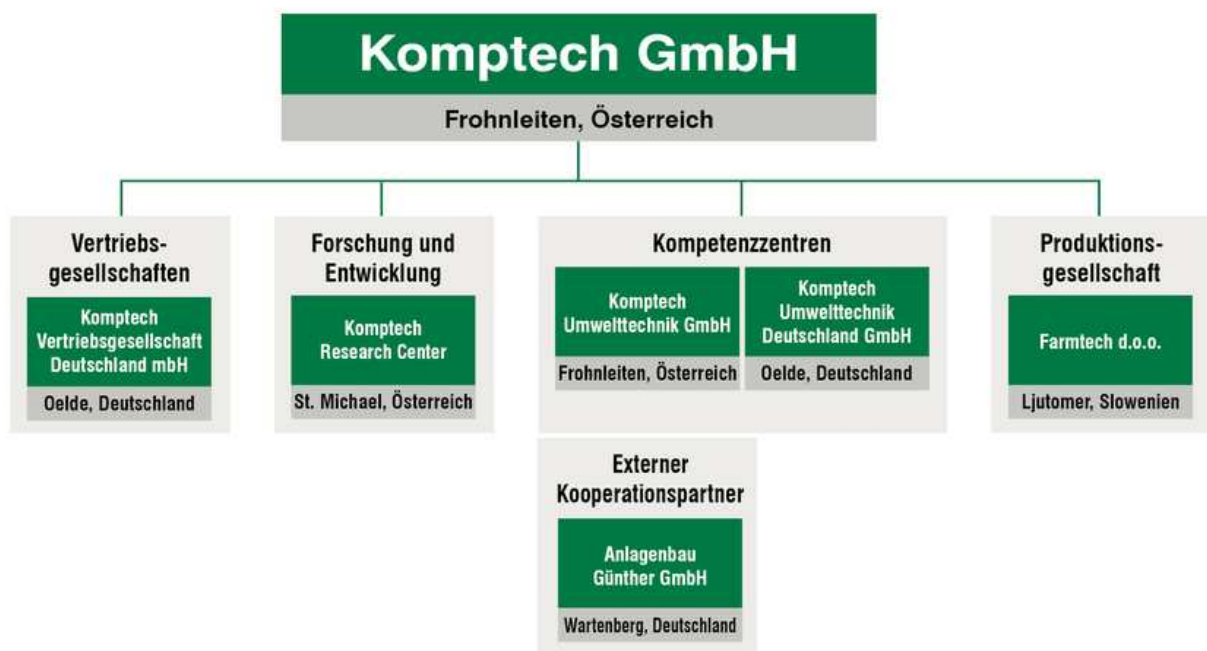 Komptech GmbH
Frohnleiten, Österreich
Vertriebs-
gesellschaften
Komptech
Vertriebsgesellschaft
Deutschland mbH
Oelde, Deutschland
Forschung und
Entwicklung
Komptech
Research Center
St. Michael, Österreich
Kompetenzzentren
Komptech
Umwelttechnik GmbH
Frohnleiten, Österreich
Komptech
Umwelttechnik
Deutschland GmbH
Oelde, Deutschland
Produktions-
gesellschaft
Farmtech d.o.o.
Ljutomer, Slowenien
Externer
Kooperationspartner
Anlagenbau
Günther GmbH
Wartenberg, Deutschland